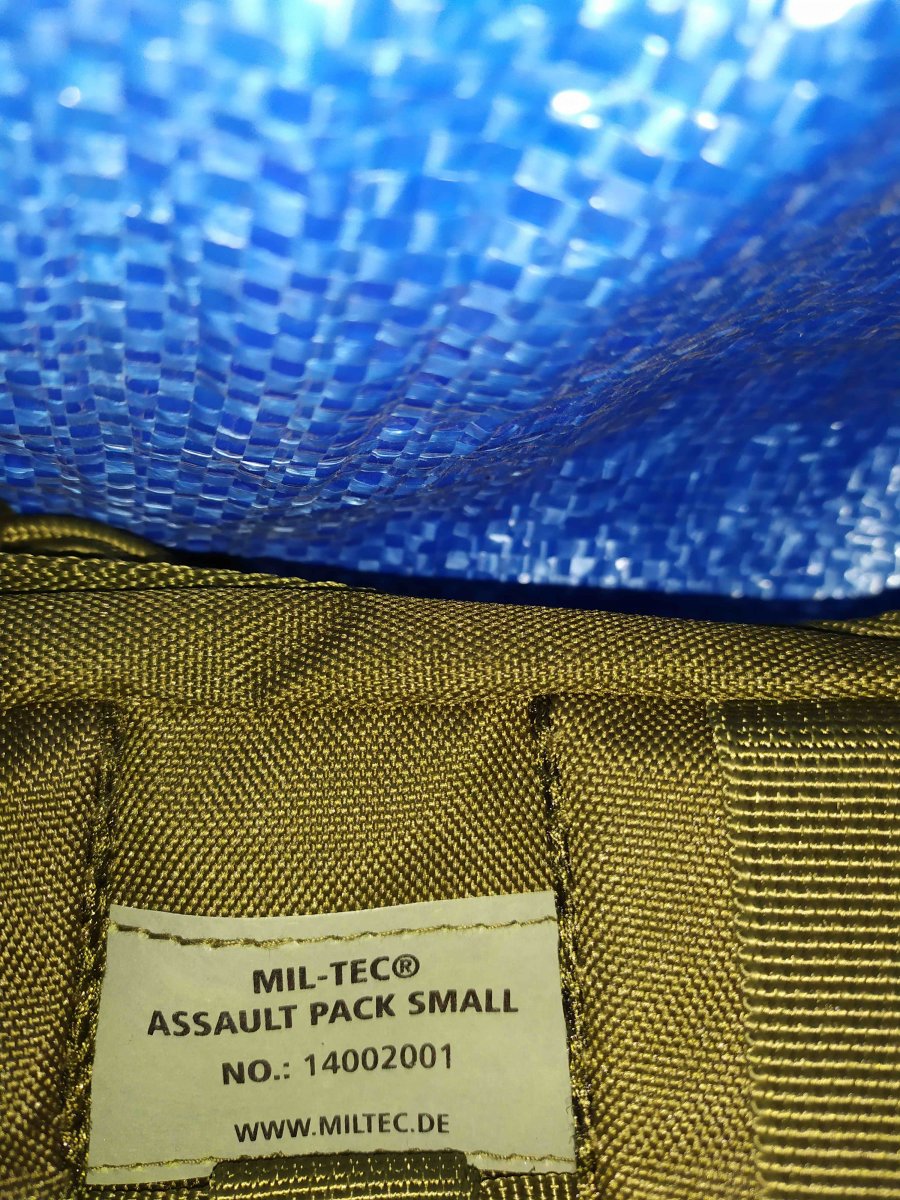 MIL-TEC®
ASSAULT PACK SMALL
NO.: 14002001
WWW.MILTEC.DE